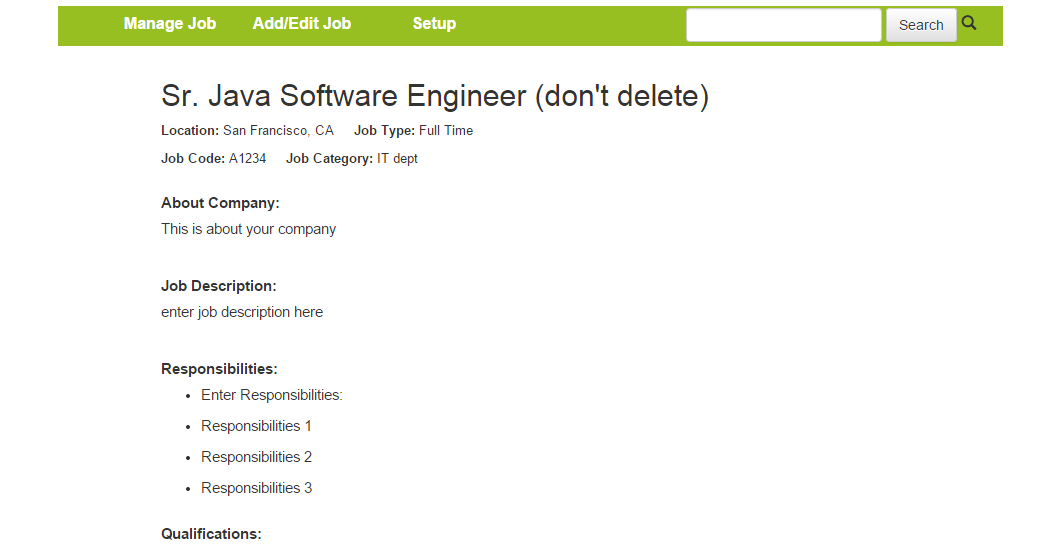 Manage Job Add/Edit Job Setup Search
Sr. Java Software Engineer (don't delete)
Location: San Francisco, CA Job Type: Full Time
Job Code: A1234 Job Category: IT dept
About Company:
This is about your company
Job Description:
enter job description here
Responsibilities:
• Enter Responsibilities:
• Responsibilities 1
• Responsibilities 2
• Responsibilities 3
Qualifications: